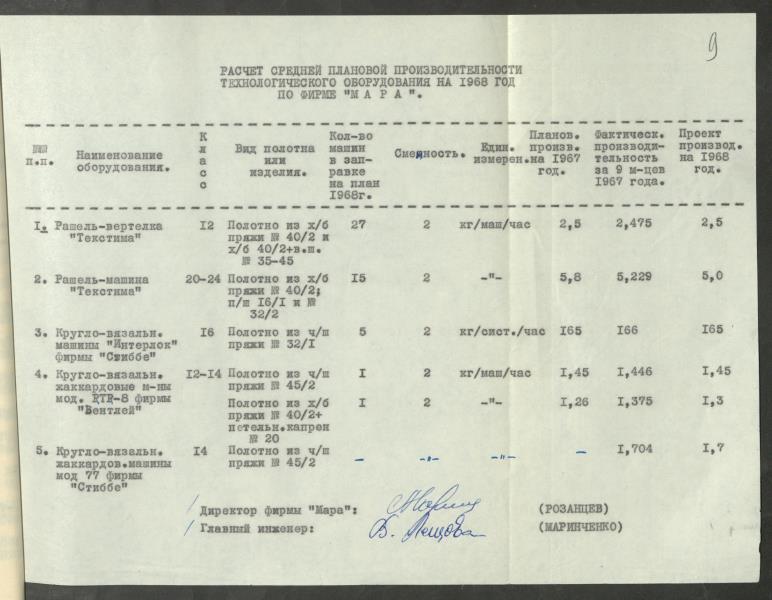 9
РАСЧЕТ СРЕДНЕЙ ПЛАНОВОЙ ПРОИЗВОДИТЕЛЬНОСТИ
ТЕХНОЛОГИЧЕСКОГО ОБОРУДОВАНИЯ НА 1968 ГОД
ПО ФИРМЕ "М А Р А".
№№ п.п. Наименование оборудования. Класс Вид полотна или изделия. Кол-во машин в зап-равке на план 1968г. Сменность. Един. измерен. Планов. произв. на 1967 год. Фактическ. производи-тельность за 9 м-цев 1967 года. Проект производ. на 1968 год.
1. Рашель-вертелка 12 Полотно из х/б 27 2 кг/маш/час 2,5 2,475 2,5
"Текстима" пряжи № 40/2 и
х/б 40/2+в.ш.
№ 35-45
2. Рашель-машина 20-24 Полотно из х/б 15 2 -"- 5,8 5,229 5,0
"Текстима" пряжи № 40/2;
п/ш 16/1 и №
32/2
3. Кругло-вязальн. 16 Полотно из ч/ш 5 2 кг/сист./час 165 166 165
машины "Интерлок" пряжи № 32/1
фирмы "Стиббе"
4. Кругло-вязальн. 12-14 Полотно из ч/ш 1 2 кг/маш/час 1,45 1,446 1,45
жаккардовые м-ны пряжи № 45/2
мод. 8 фирмы Полотно из х/б 1 2 -"- 1,26 1,375 1,3
"Бентлей" пряжи № 40/2+
петельн.капрен
№ 20
5. Кругло-вязальн. 14 Полотно из ч/ш – -"- -"- – 1,704 1,7
жаккардов.машины пряжи № 45/2
мод 77 фирмы
"Стиббе"
/ Директор фирмы "Мара": (РОЗАНЦЕВ)
/ Главный инженер: (МАРИНЧЕНКО)